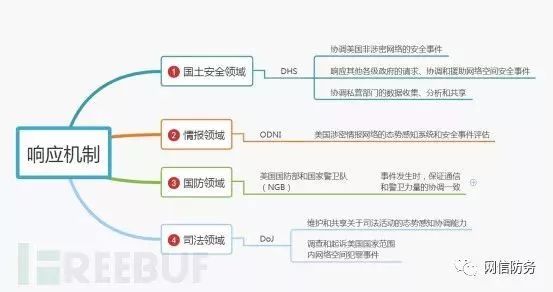 响应机制
1 国土安全领域
DHS
协调美国非涉密网络的安全事件
响应其他各级政府的请求、协调和援助网络空间安全事件
协调私营部门的数据收集、分析和共享
2 情报领域
ODNI
美国涉密情报网络的态势感知系统和安全事件评估
3 国防领域
美国国防部和国家警卫队
（NGB）
事件发生时，保证通信
和警卫力量的协调一致
4 司法领域
DoJ
维护和共享关于司法活动的态势感知协调能力
调查和起诉美国国家范围
内网络空间犯罪事件
FREEBUF
网信防务